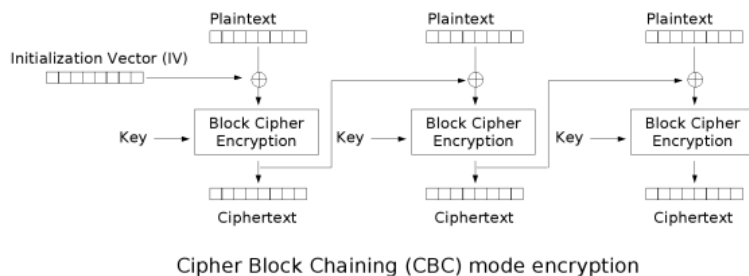 Plaintext
Plaintext
Plaintext
Initialization Vector (IV)
Key
Block Cipher
Encryption
Key
Block Cipher
Encryption
Key
Block Cipher
Encryption
Ciphertext
Ciphertext
Ciphertext
Cipher Block Chaining (CBC) mode encryption